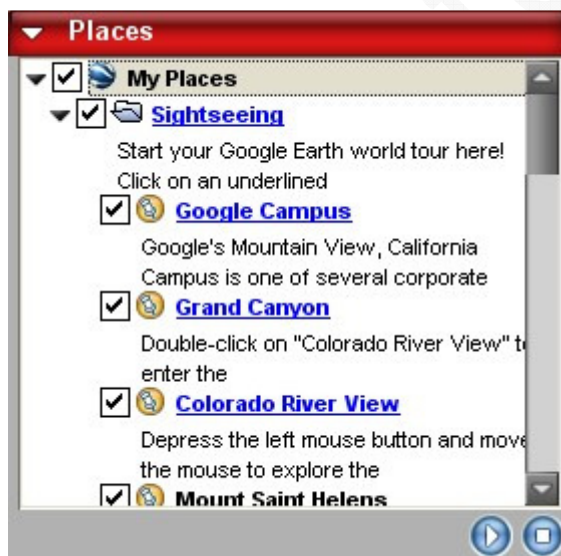 Places
My Places
Sightseeing
Start your Google Earth world tour here!
Click on an underlined
Google Campus
Google's Mountain View, California
Campus is one of several corporate
Grand Canyon
Double-click on "Colorado River View" to
enter the
Colorado River View
Depress the left mouse button and move
the mouse to explore the
Mount Saint Helens